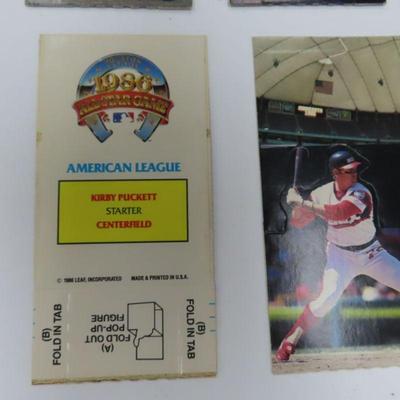 1986
ALL-STAR GAME
AMERICAN LEAGUE
KIRBY PUCKETT
STARTER
CENTERFIELD
© 1986 LEAF, INCORPORATED MADE & PRINTED IN U.S.A.
(B)
FOLD IN TAB
(A)
FOLD OUT
POP-UP
FIGURE
(B)
FOLD IN TAB